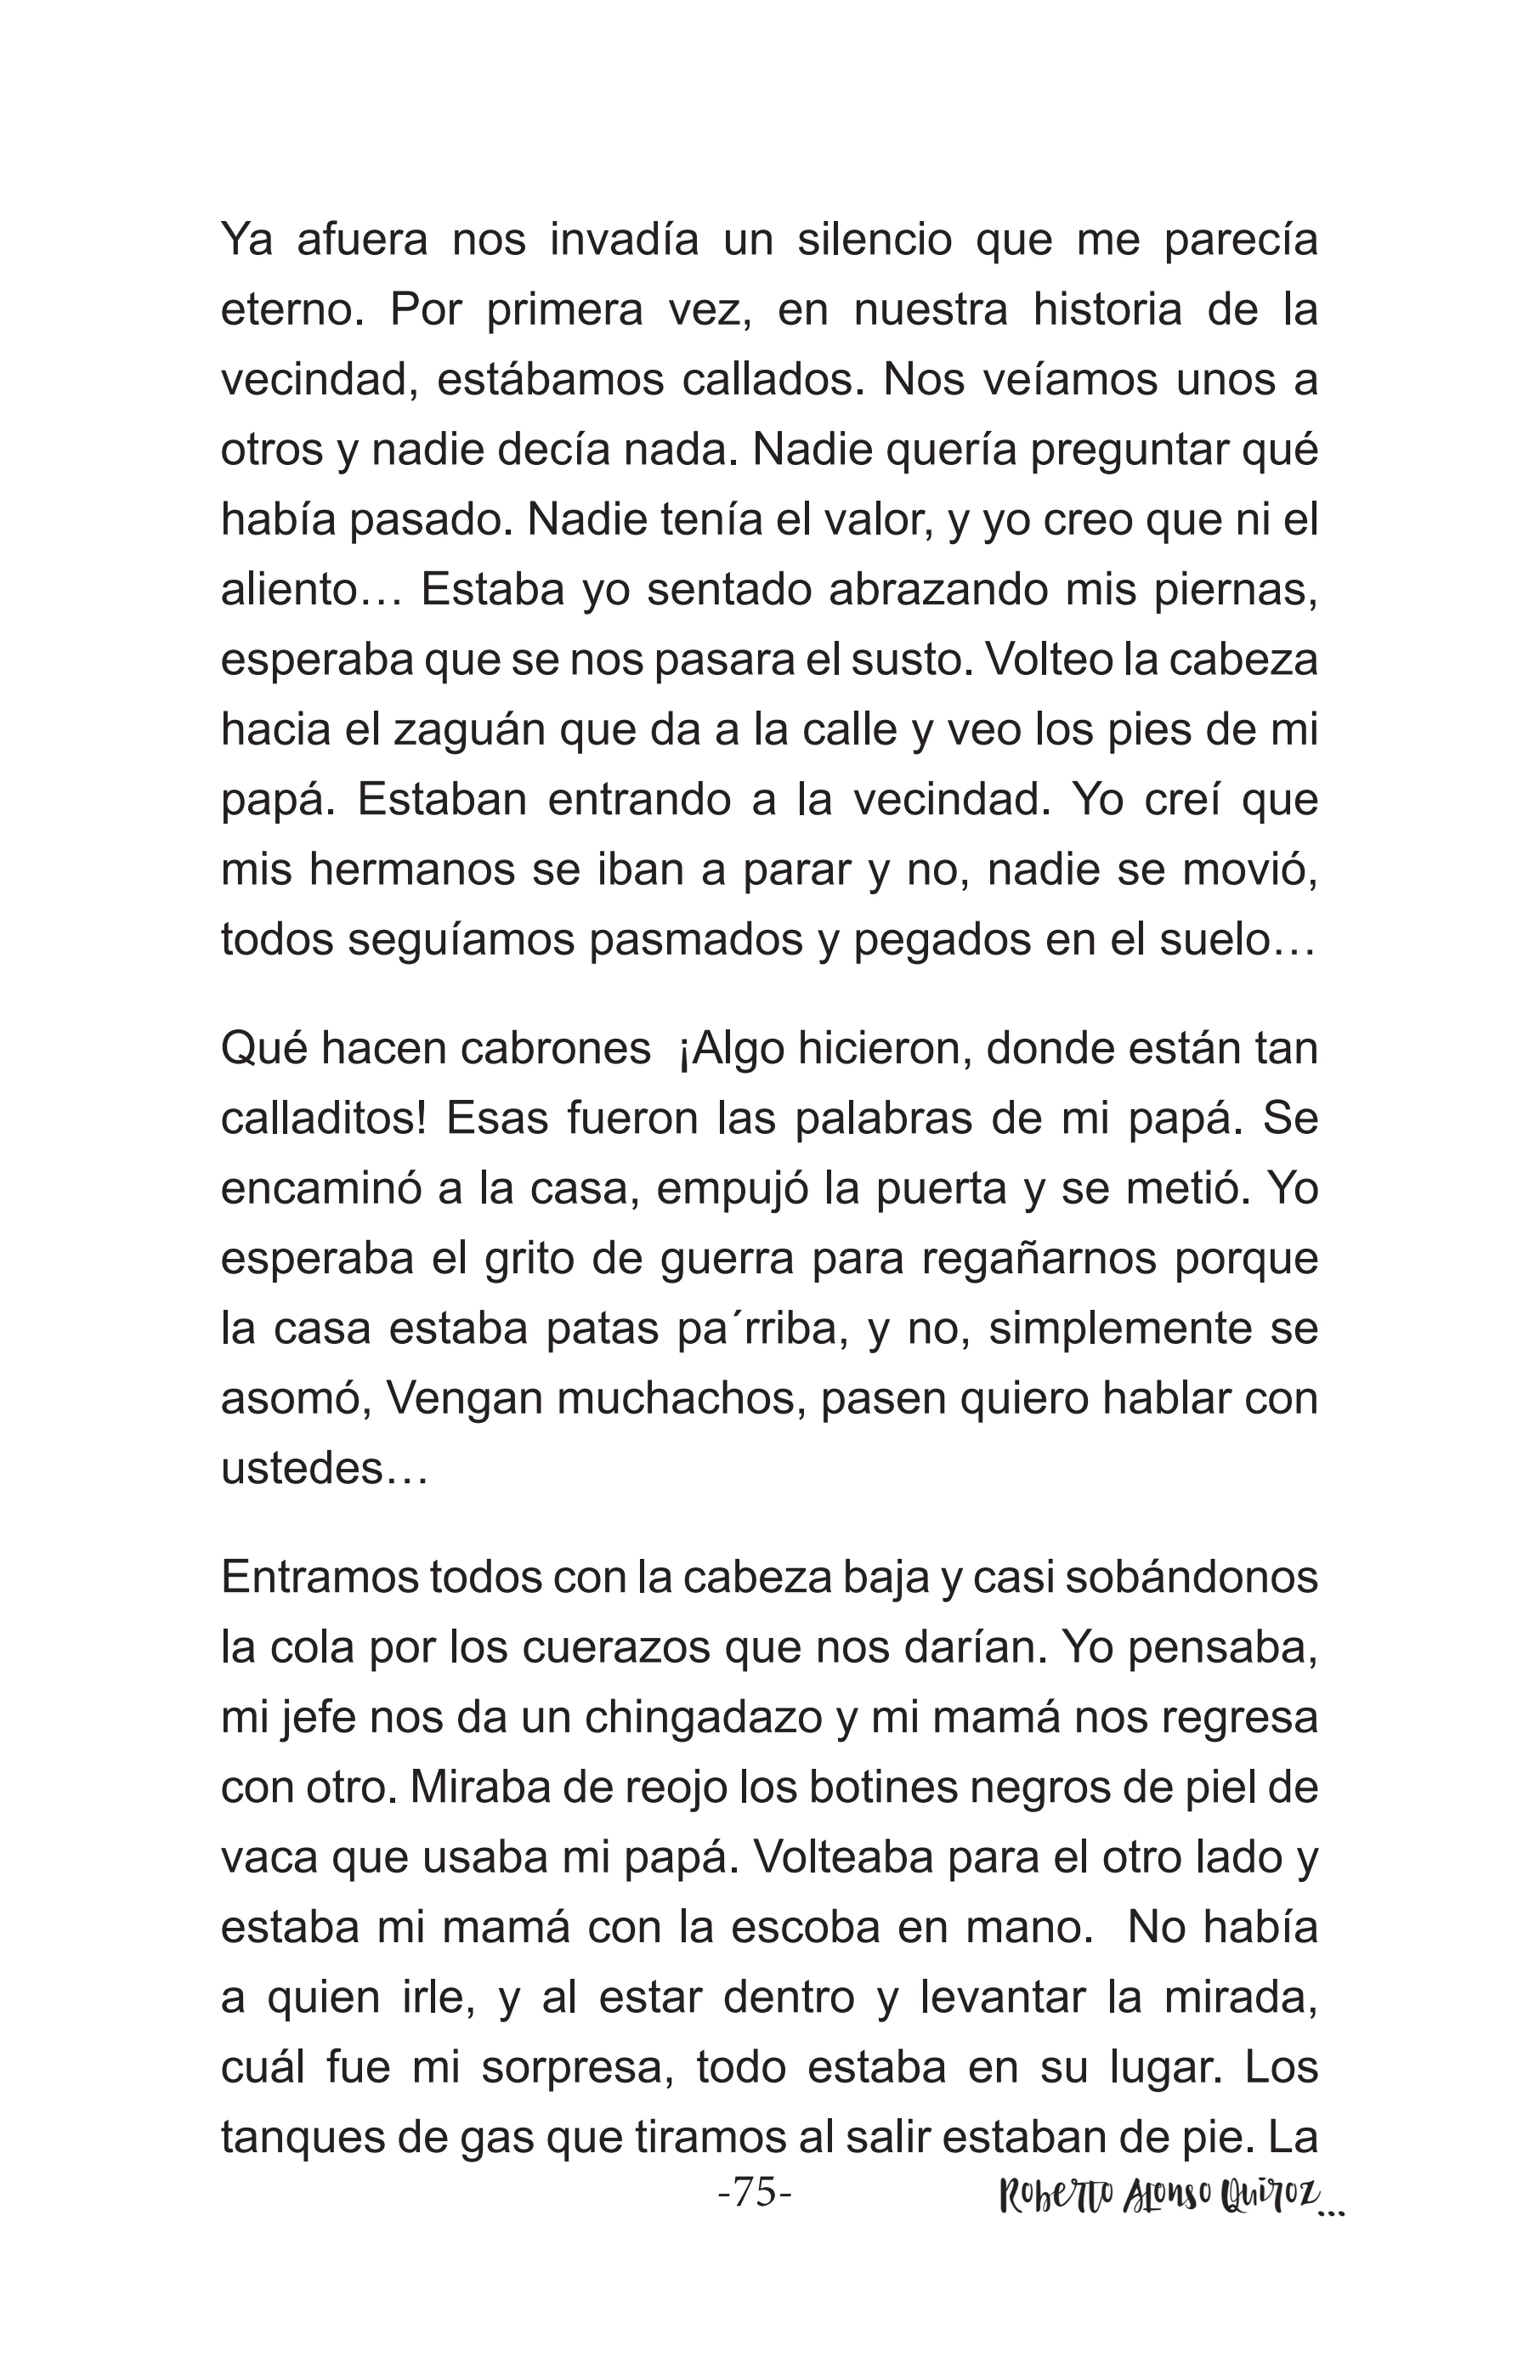 Ya afuera nos invadía un silencio que me parecía
eterno. Por primera vez, en nuestra historia de la
vecindad, estábamos callados. Nos veíamos unos a
otros y nadie decía nada. Nadie quería preguntar qué
había pasado. Nadie tenía el valor, y yo creo que ni el
aliento… Estaba yo sentado abrazando mis piernas,
esperaba que se nos pasara el susto. Volteo la cabeza
hacia el zaguán que da a la calle y veo los pies de mi
papá. Estaban entrando a la vecindad. Yo creí que
mis hermanos se iban a parar y no, nadie se movió,
todos seguíamos pasmados y pegados en el suelo…
Qué hacen cabrones  ¡Algo hicieron, donde están tan
calladitos! Esas fueron las palabras de mi papá. Se
encaminó a la casa, empujó la puerta y se metió. Yo
esperaba el grito de guerra para regañarnos porque
la casa estaba patas pa´rriba, y no, simplemente se
asomó, Vengan muchachos, pasen quiero hablar con
ustedes…
Entramos todos con la cabeza baja y casi sobándonos
la cola por los cuerazos que nos darían. Yo pensaba,
mi jefe nos da un chingadazo y mi mamá nos regresa
con otro. Miraba de reojo los botines negros de piel de
vaca que usaba mi papá. Volteaba para el otro lado y
estaba mi mamá con la escoba en mano.  No había
a quien irle, y al estar dentro y levantar la mirada,
cuál fue mi sorpresa, todo estaba en su lugar. Los
tanques de gas que tiramos al salir estaban de pie. La
-75- Roberto Alonso Quiroz...